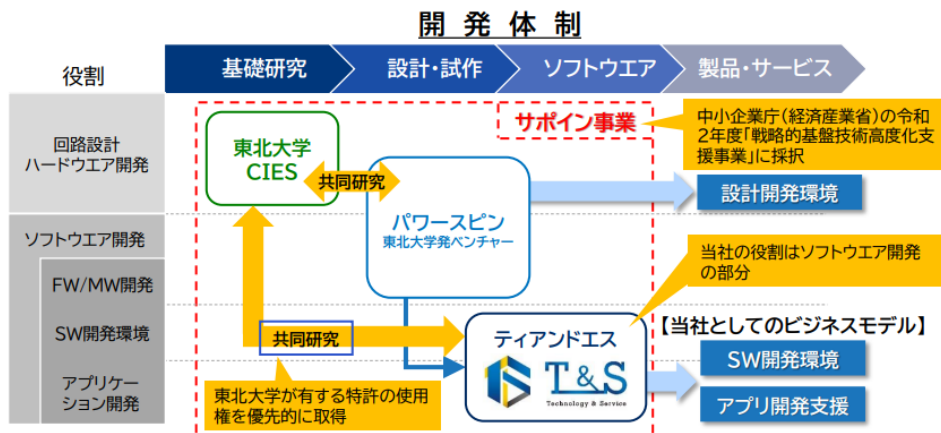 開 発 体 制
役割
基礎研究
設計・試作
ソフトウエア
製品・サービス
回路設計
ハードウエア開発
東北大学
CIES
共同研究
サポイン事業
中小企業庁(経済産業省)の令和
2年度「戦略的基盤技術高度化支
援事業」に採択
パワースピン
東北大学発ベンチャー
設計開発環境
ソフトウエア開発
FW/MW開発
SW開発環境
アプリケー
ション開発
当社の役割はソフトウエア開発
の部分
共同研究
東北大学が有する特許の使用
権を優先的に取得
ティアンドエス
T&S
Technology & Service
【当社としてのビジネスモデル】
SW開発環境
アプリ開発支援